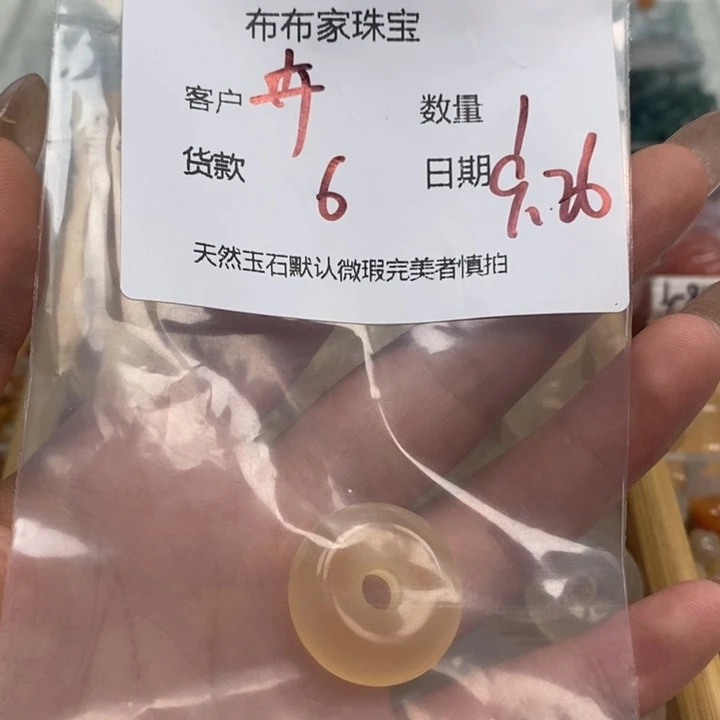 布布家珠宝
客户 卉 数量 1
货款 6 日期 9.26
天然玉石默认微瑕完美者慎拍